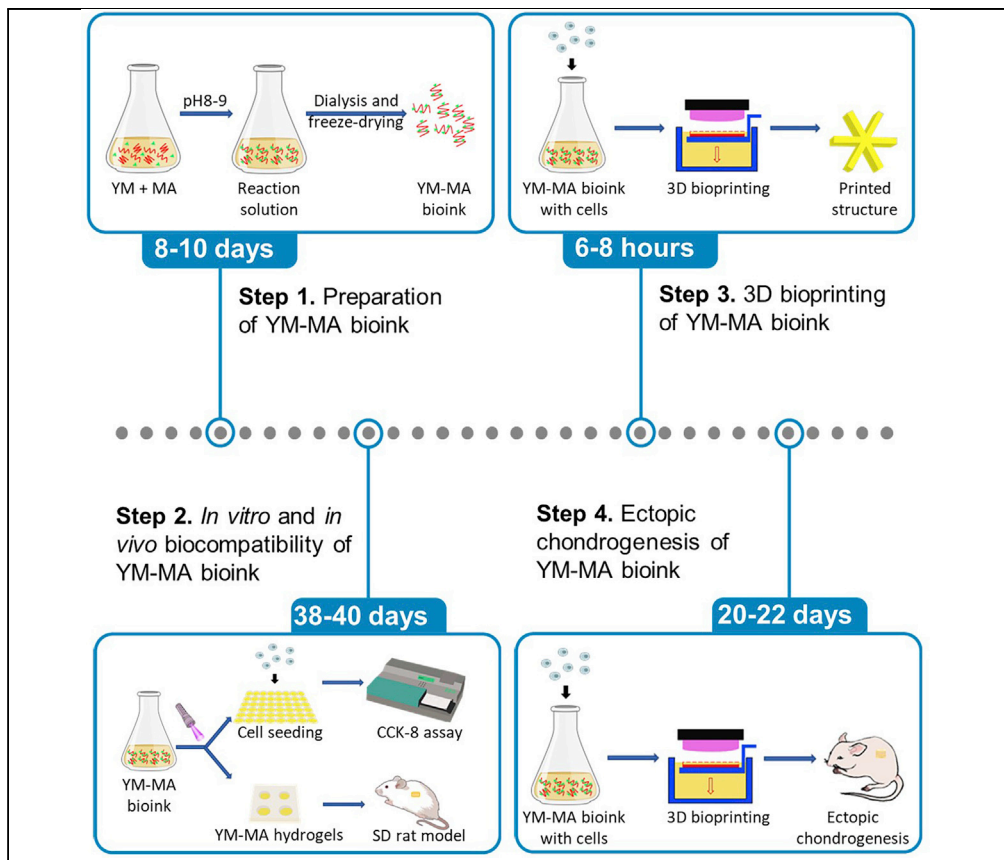 pH8-9
Dialysis and
freeze-drying
YM + MA
Reaction
solution
YM-MA
bioink
8-10 days
Step 1. Preparation
of YM-MA bioink
YM-MA bioink
with cells
3D bioprinting
Printed
structure
6-8 hours
Step 3. 3D bioprinting
of YM-MA bioink
Step 2. In vitro and in
vivo biocompatibility of
YM-MA bioink
38-40 days
YM-MA
bioink
Cell seeding
CCK-8 assay
YM-MA hydrogels
SD rat model
Step 4. Ectopic
chondrogenesis of
YM-MA bioink
20-22 days
YM-MA bioink
with cells
3D bioprinting
Ectopic
chondrogenesis